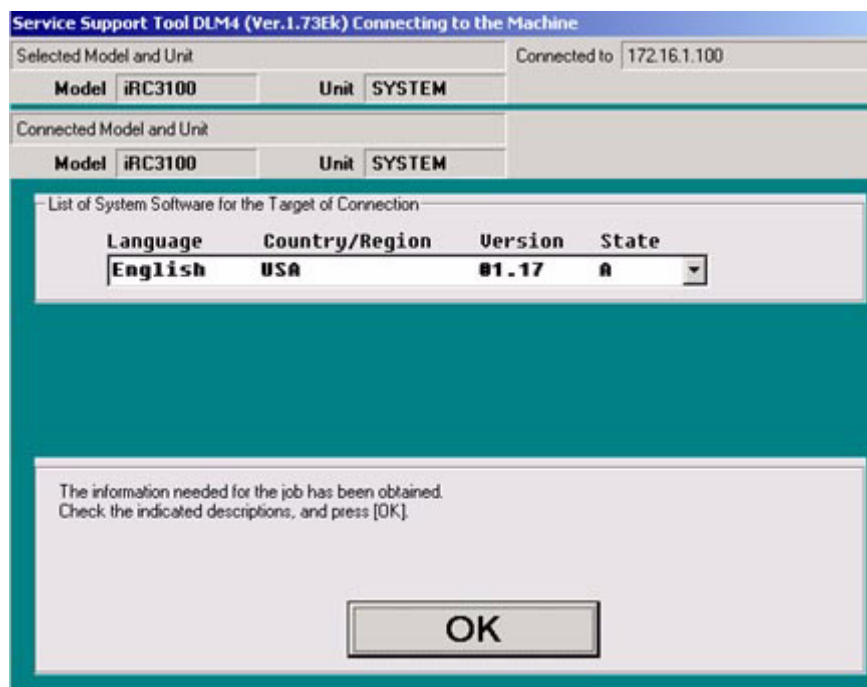 Service Support Tool DLM4 (Ver.1.73Ek) Connecting to the Machine
Selected Model and Unit Connected to 172.16.1.100
Model iRC3100 Unit SYSTEM
Connected Model and Unit
Model iRC3100 Unit SYSTEM
List of System Software for the Target of Connection
Language Country/Region Version State
English USA 01.17 A
The information needed for the job has been obtained.
Check the indicated descriptions, and press [OK].
OK